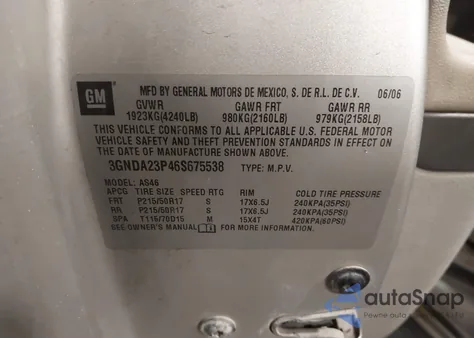 GM
MFD BY GENERAL MOTORS DE MEXICO, S. DE R.L. DE C.V. 06/06
GVWR GAWR FRT GAWR RR
1923KG(4240LB) 980KG(2160LB) 979KG(2158LB)
THIS VEHICLE CONFORMS TO ALL APPLICABLE U.S. FEDERAL MOTOR
VEHICLE SAFETY AND THEFT PREVENTION STANDARDS IN EFFECT ON THE
DATE OF MANUFACTURE SHOWN ABOVE.
3GNDA23P46S675538 TYPE: M.P.V.
MODEL: AS46
APCG TIRE SIZE SPEED RTG RIM COLD TIRE PRESSURE
FRT P215/50R17 S 17X6.5J 240KPA(35PSI)
RR P215/50R17 S 17X6.5J 240KPA(35PSI)
SPA T115/70D15 M 15X4T 420KPA(60PSI)
SEE OWNER'S MANUAL FOR MORE INFORMATION.
autoSnap
Pewne auto z